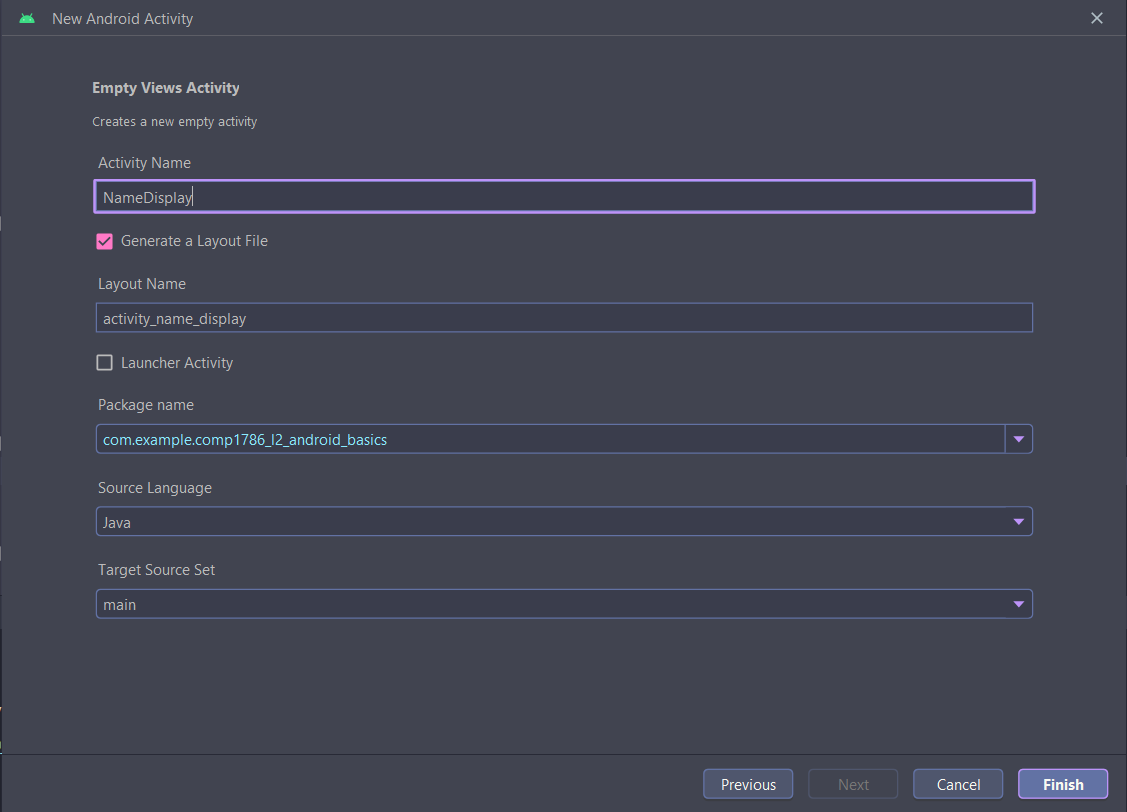 New Android Activity
Empty Views Activity
Creates a new empty activity
Activity Name
NameDisplay
Generate a Layout File
Layout Name
activity_name_display
Launcher Activity
Package name
com.example.comp1786_l2_android_basics
Source Language
Java
Target Source Set
main
Previous
Next
Cancel
Finish